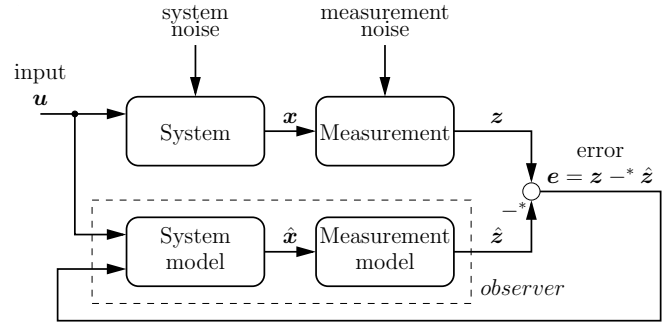 system
noise
measurement
noise
input
u
System
x
Measurement
z
error
e = z −* ẑ
−*
System
model
x̂
Measurement
model
ẑ
observer